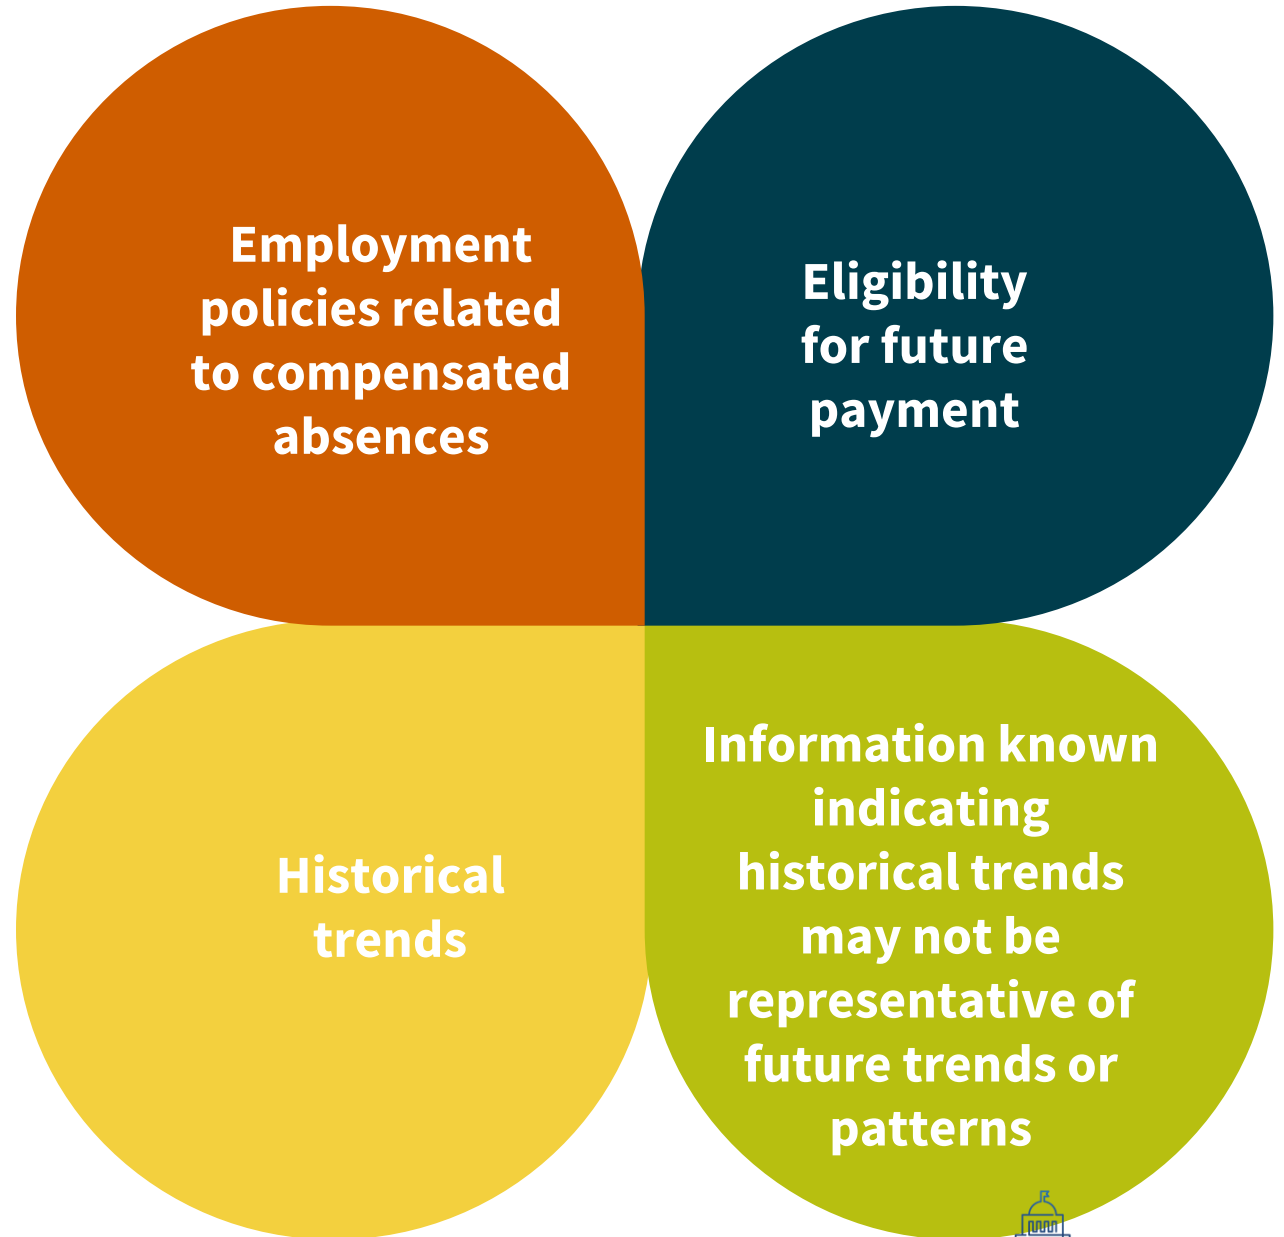 Employment
policies related
to compensated
absences
Eligibility
for future
payment
Historical
trends
Information known
indicating
historical trends
may not be
representative of
future trends or
patterns